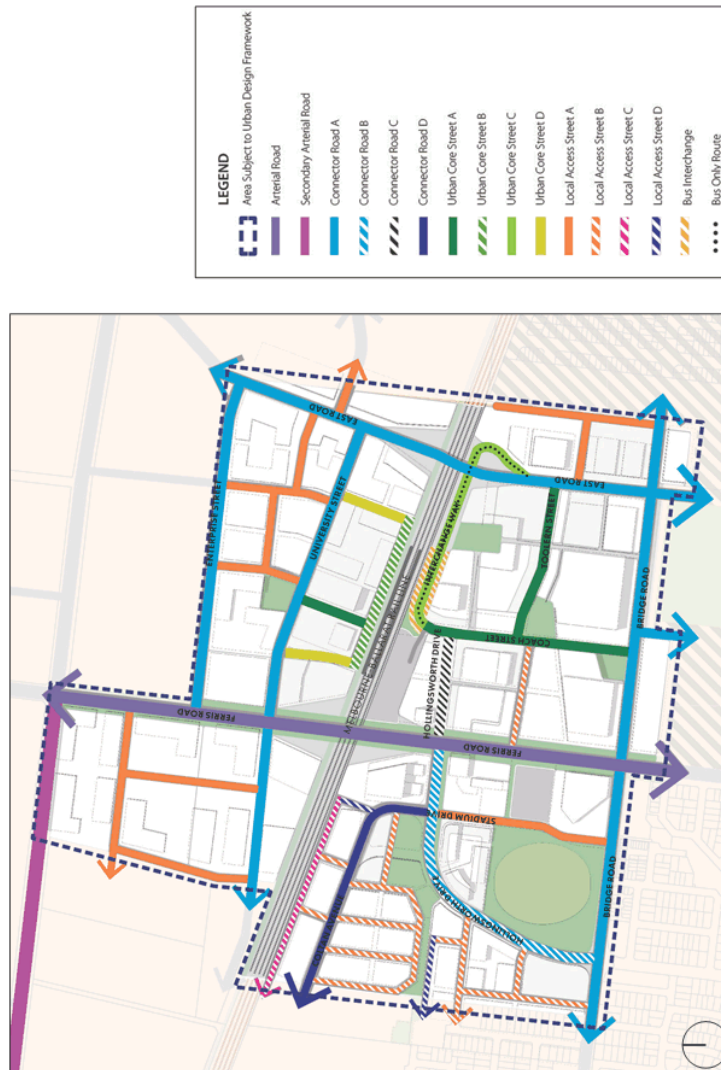 LEGEND
Area Subject to Urban Design Framework
Arterial Road
Secondary Arterial Road
Connector Road A
Connector Road B
Connector Road C
Connector Road D
Urban Core Street A
Urban Core Street B
Urban Core Street C
Urban Core Street D
Local Access Street A
Local Access Street B
Local Access Street C
Local Access Street D
Bus Interchange
Bus Only Route
EAST ROAD
ENTERPRISE STREET
UNIVERSITY STREET
FERRIS ROAD
INTERCHANGE WAY
EAST ROAD
STREET
COACH STREET
BRIDGE ROAD
HOLLINGSWORTH DRIVE
FERRIS ROAD
STADIUM DRIVE
HOLLINGSWORTH DRIVE
AVENUE
BRIDGE ROAD